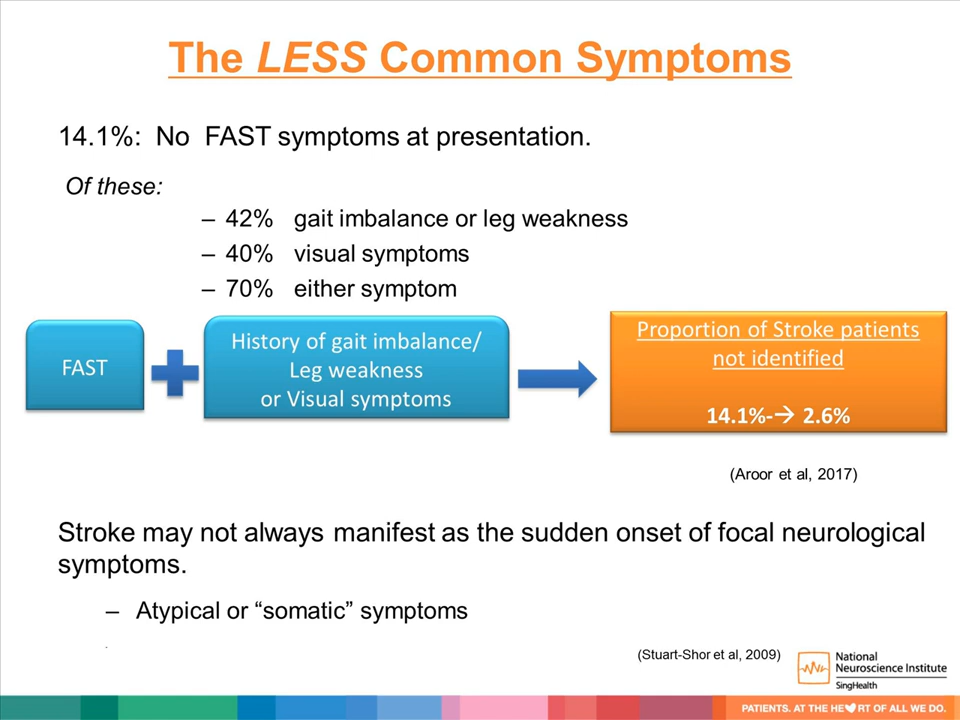 The LESS Common Symptoms
14.1%: No FAST symptoms at presentation.
Of these:
– 42% gait imbalance or leg weakness
– 40% visual symptoms
– 70% either symptom
FAST
History of gait imbalance/
Leg weakness
or Visual symptoms
Proportion of Stroke patients
not identified
14.1%-→ 2.6%
(Aroor et al, 2017)
Stroke may not always manifest as the sudden onset of focal neurological
symptoms.
– Atypical or “somatic” symptoms
(Stuart-Shor et al, 2009)
National
Neuroscience Institute
SingHealth
PATIENTS. AT THE HE♥RT OF ALL WE DO.